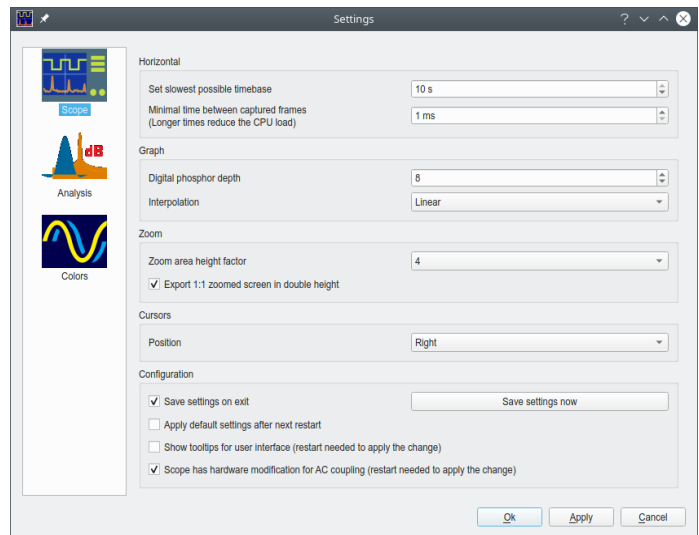 Settings
?
Scope
dB
Analysis
Colors
Horizontal
Set slowest possible timebase
10 s
Minimal time between captured frames
(Longer times reduce the CPU load)
1 ms
Graph
Digital phosphor depth
8
Interpolation
Linear
Zoom
Zoom area height factor
4
Export 1:1 zoomed screen in double height
Cursors
Position
Right
Configuration
Save settings on exit
Save settings now
Apply default settings after next restart
Show tooltips for user interface (restart needed to apply the change)
Scope has hardware modification for AC coupling (restart needed to apply the change)
Ok
Apply
Cancel